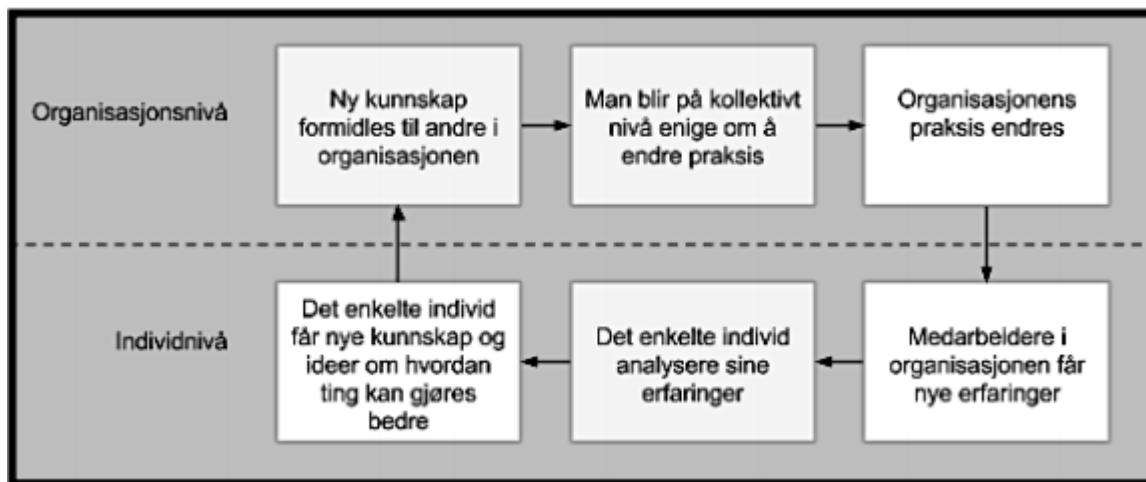 Organisasjonsnivå
Ny kunnskap
formidles til andre i
organisasjonen
Man blir på kollektivt
nivå enige om å
endre praksis
Organisasjonens
praksis endres
Individnivå
Det enkelte individ
får nye kunnskap og
ideer om hvordan
ting kan gjøres
bedre
Det enkelte individ
analysere sine
erfaringer
Medarbeidere i
organisasjonen får
nye erfaringer